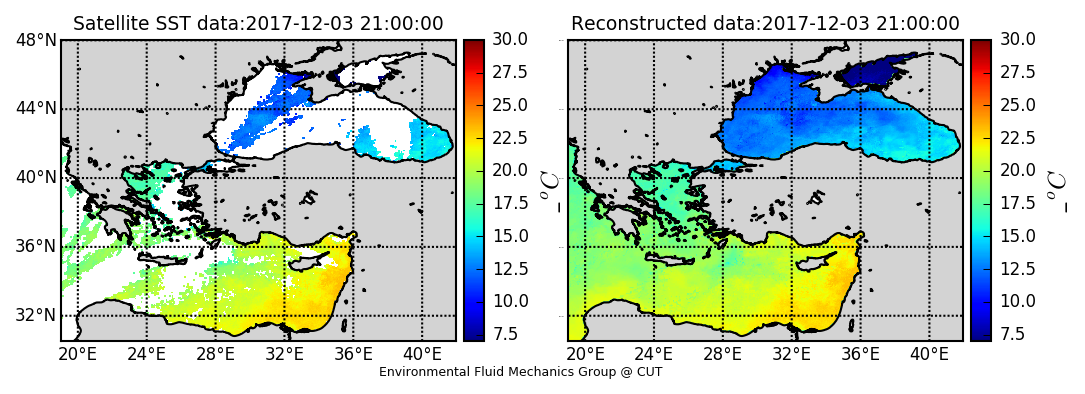 Satellite SST data:2017-12-03 21:00:00
48°N
44°N
40°N
36°N
32°N
20°E 24°E 28°E 32°E 36°E 40°E
30.0
27.5
25.0
22.5
20.0
17.5
15.0
12.5
10.0
7.5
_ °C
Reconstructed data:2017-12-03 21:00:00
20°E 24°E 28°E 32°E 36°E 40°E
30.0
27.5
25.0
22.5
20.0
17.5
15.0
12.5
10.0
7.5
_ °C
Environmental Fluid Mechanics Group @ CUT